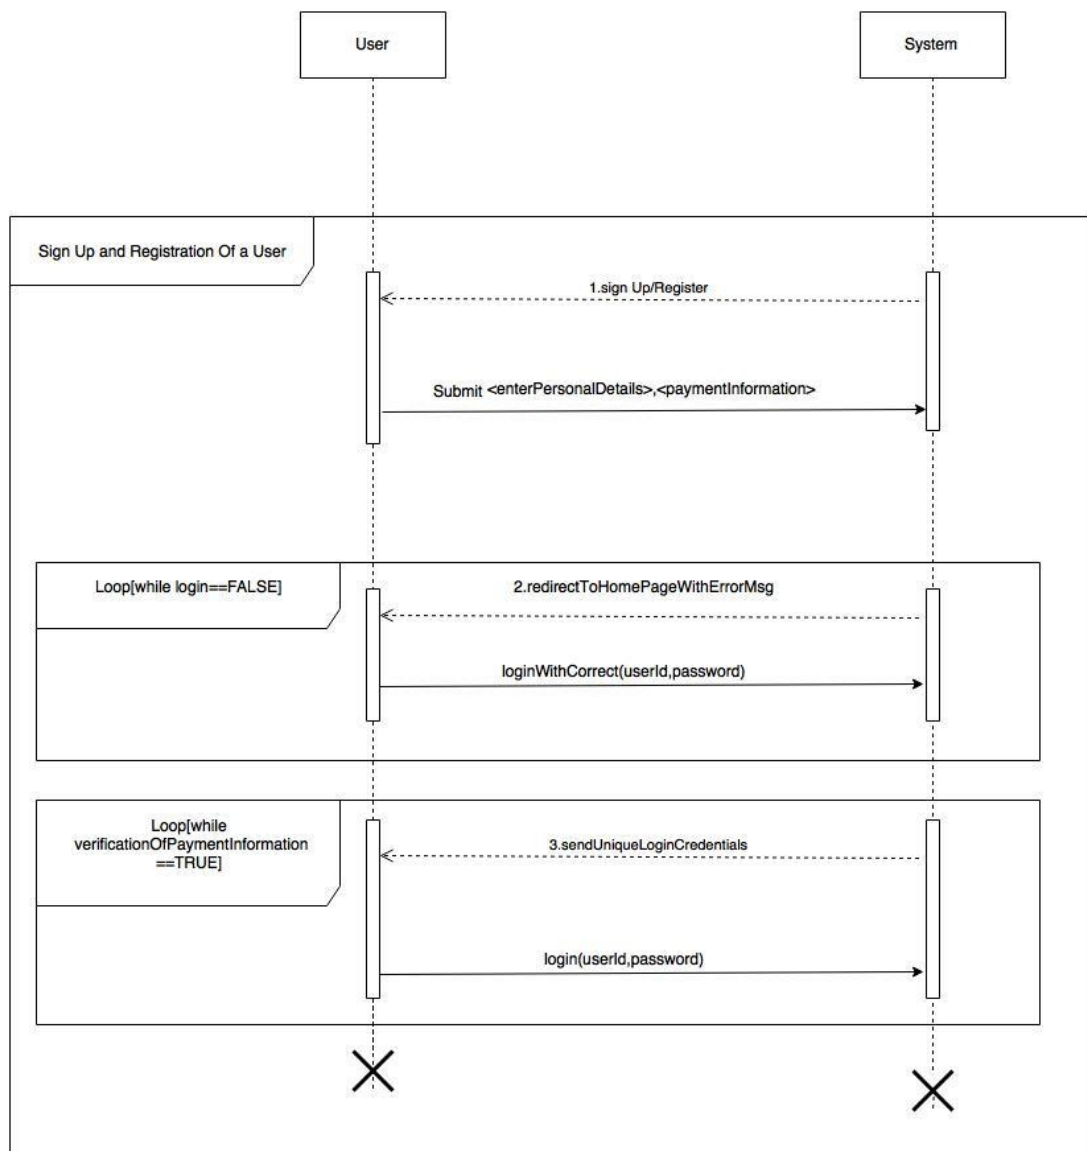 User
System
Sign Up and Registration Of a User
1.sign Up/Register
Submit <enterPersonalDetails>,<paymentInformation>
Loop[while login==FALSE]
2.redirectToHomePageWithErrorMsg
loginWithCorrect(userId,password)
Loop[while
verificationOfPaymentInformation
==TRUE]
3.sendUniqueLoginCredentials
login(userId,password)